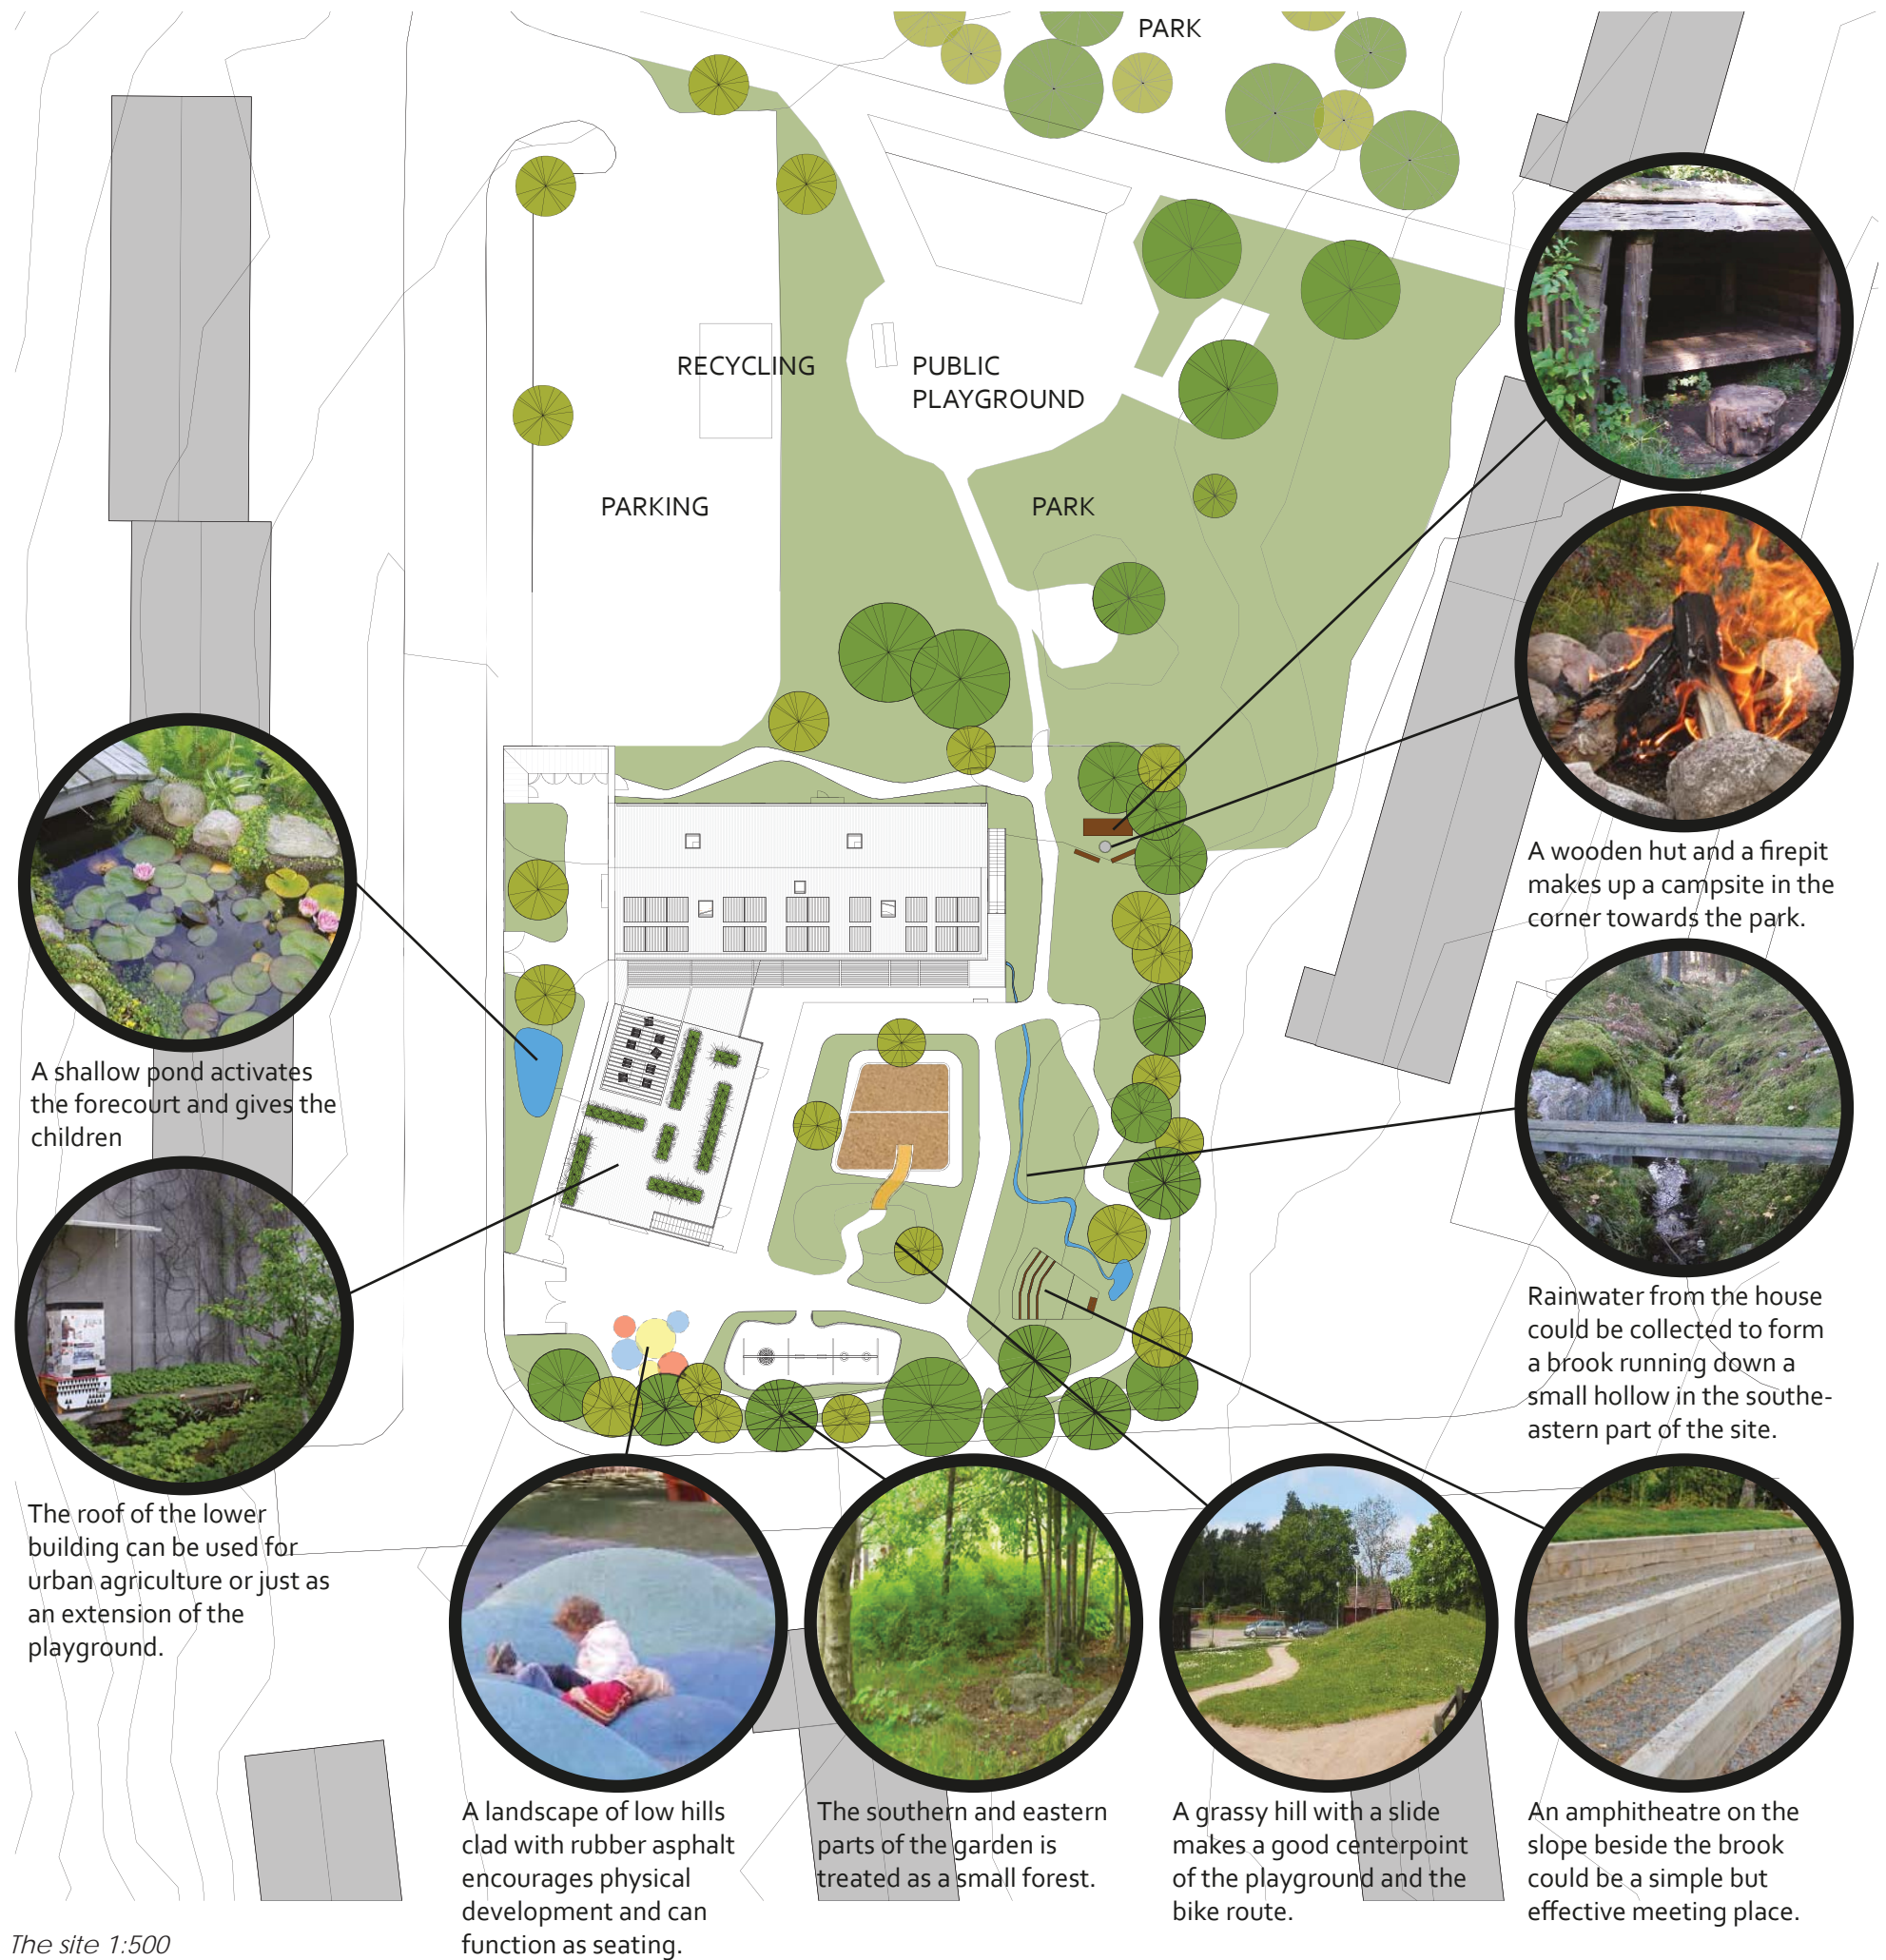 PARK
RECYCLING
PUBLIC
PLAYGROUND
PARKING
PARK
A wooden hut and a firepit
makes up a campsite in the
corner towards the park.
A shallow pond activates
the forecourt and gives the
children
Rainwater from the house
could be collected to form
a brook running down a
small hollow in the southe-
astern part of the site.
The roof of the lower
building can be used for
urban agriculture or just as
an extension of the
playground.
A landscape of low hills
clad with rubber asphalt
encourages physical
development and can
function as seating.
The southern and eastern
parts of the garden is
treated as a small forest.
A grassy hill with a slide
makes a good centerpoint
of the playground and the
bike route.
An amphitheatre on the
slope beside the brook
could be a simple but
effective meeting place.
The site 1:500